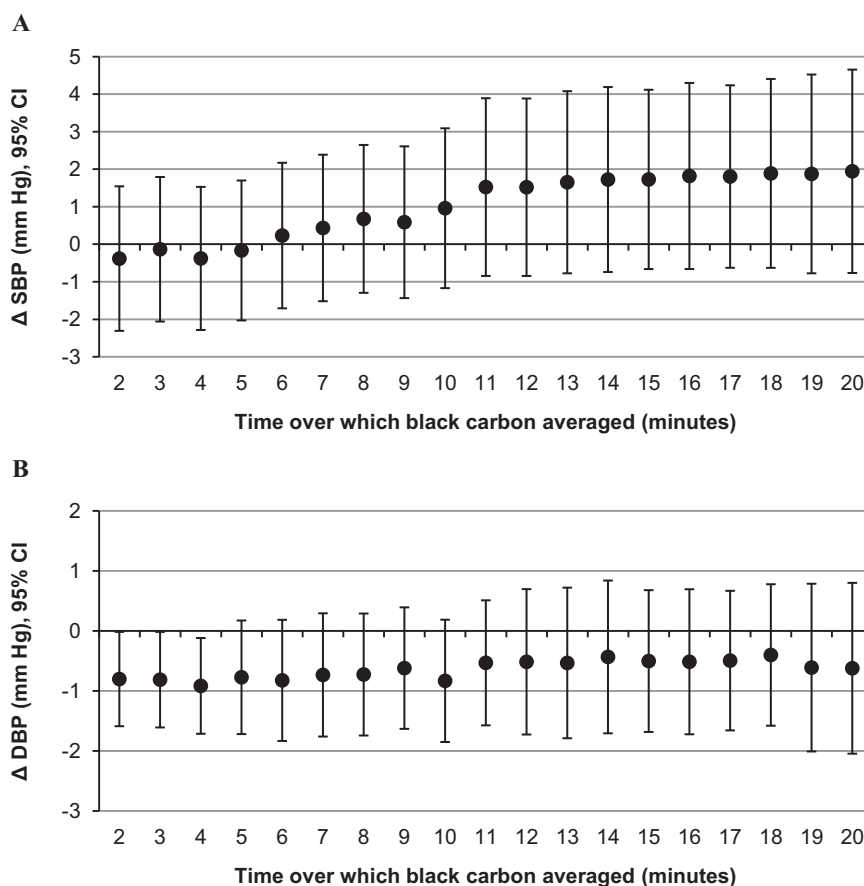 A
5
4
3
2
1
0
-1
-2
-3
Δ SBP (mm Hg), 95% CI
2 3 4 5 6 7 8 9 10 11 12 13 14 15 16 17 18 19 20
Time over which black carbon averaged (minutes)
B
2
1
0
-1
-2
-3
Δ DBP (mm Hg), 95% CI
2 3 4 5 6 7 8 9 10 11 12 13 14 15 16 17 18 19 20
Time over which black carbon averaged (minutes)